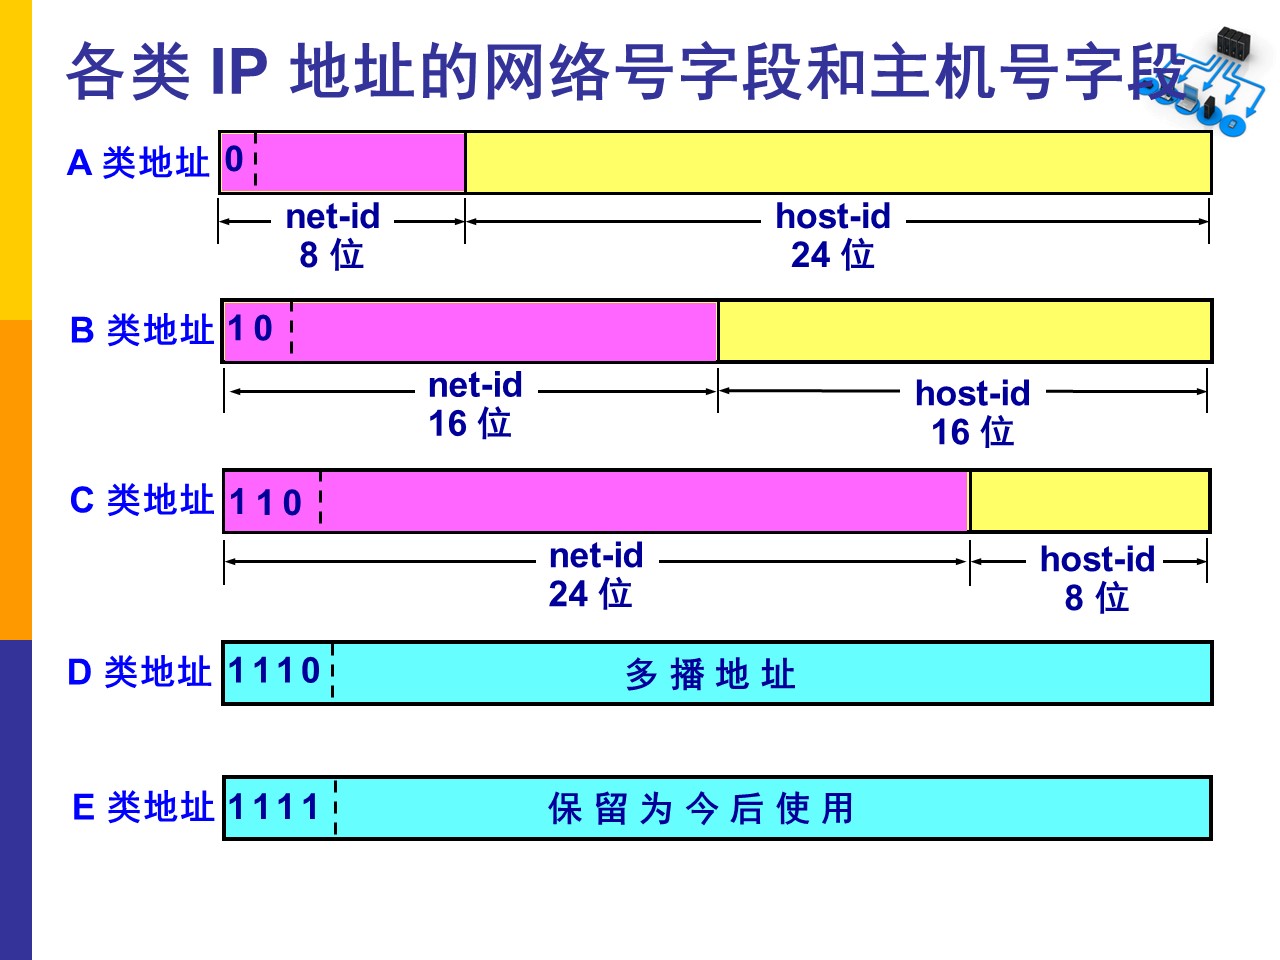 各类 IP 地址的网络号字段和主机号字段
A 类地址 0
net-id host-id
8 位 24 位
B 类地址 1 0
net-id host-id
16 位 16 位
C 类地址 1 1 0
net-id host-id
24 位 8 位
D 类地址 1 1 1 0 多 播 地 址
E 类地址 1 1 1 1 保 留 为 今 后 使 用